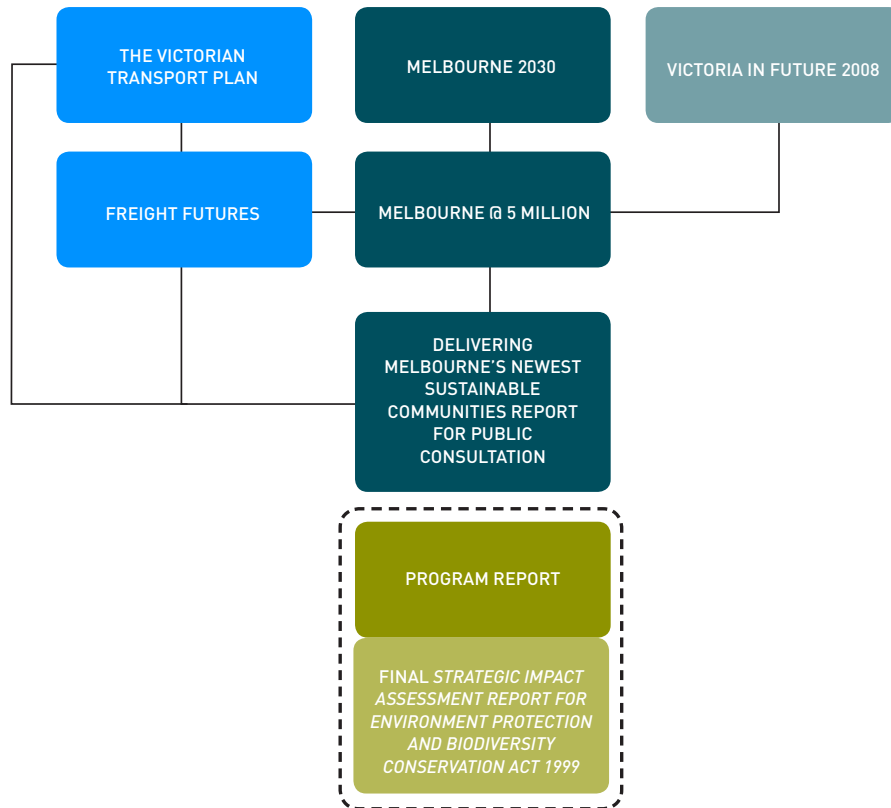 THE VICTORIAN
TRANSPORT PLAN
MELBOURNE 2030
VICTORIA IN FUTURE 2008
FREIGHT FUTURES
MELBOURNE @ 5 MILLION
DELIVERING
MELBOURNE’S NEWEST
SUSTAINABLE
COMMUNITIES REPORT
FOR PUBLIC
CONSULTATION
PROGRAM REPORT
FINAL STRATEGIC IMPACT
ASSESSMENT REPORT FOR
ENVIRONMENT PROTECTION
AND BIODIVERSITY
CONSERVATION ACT 1999